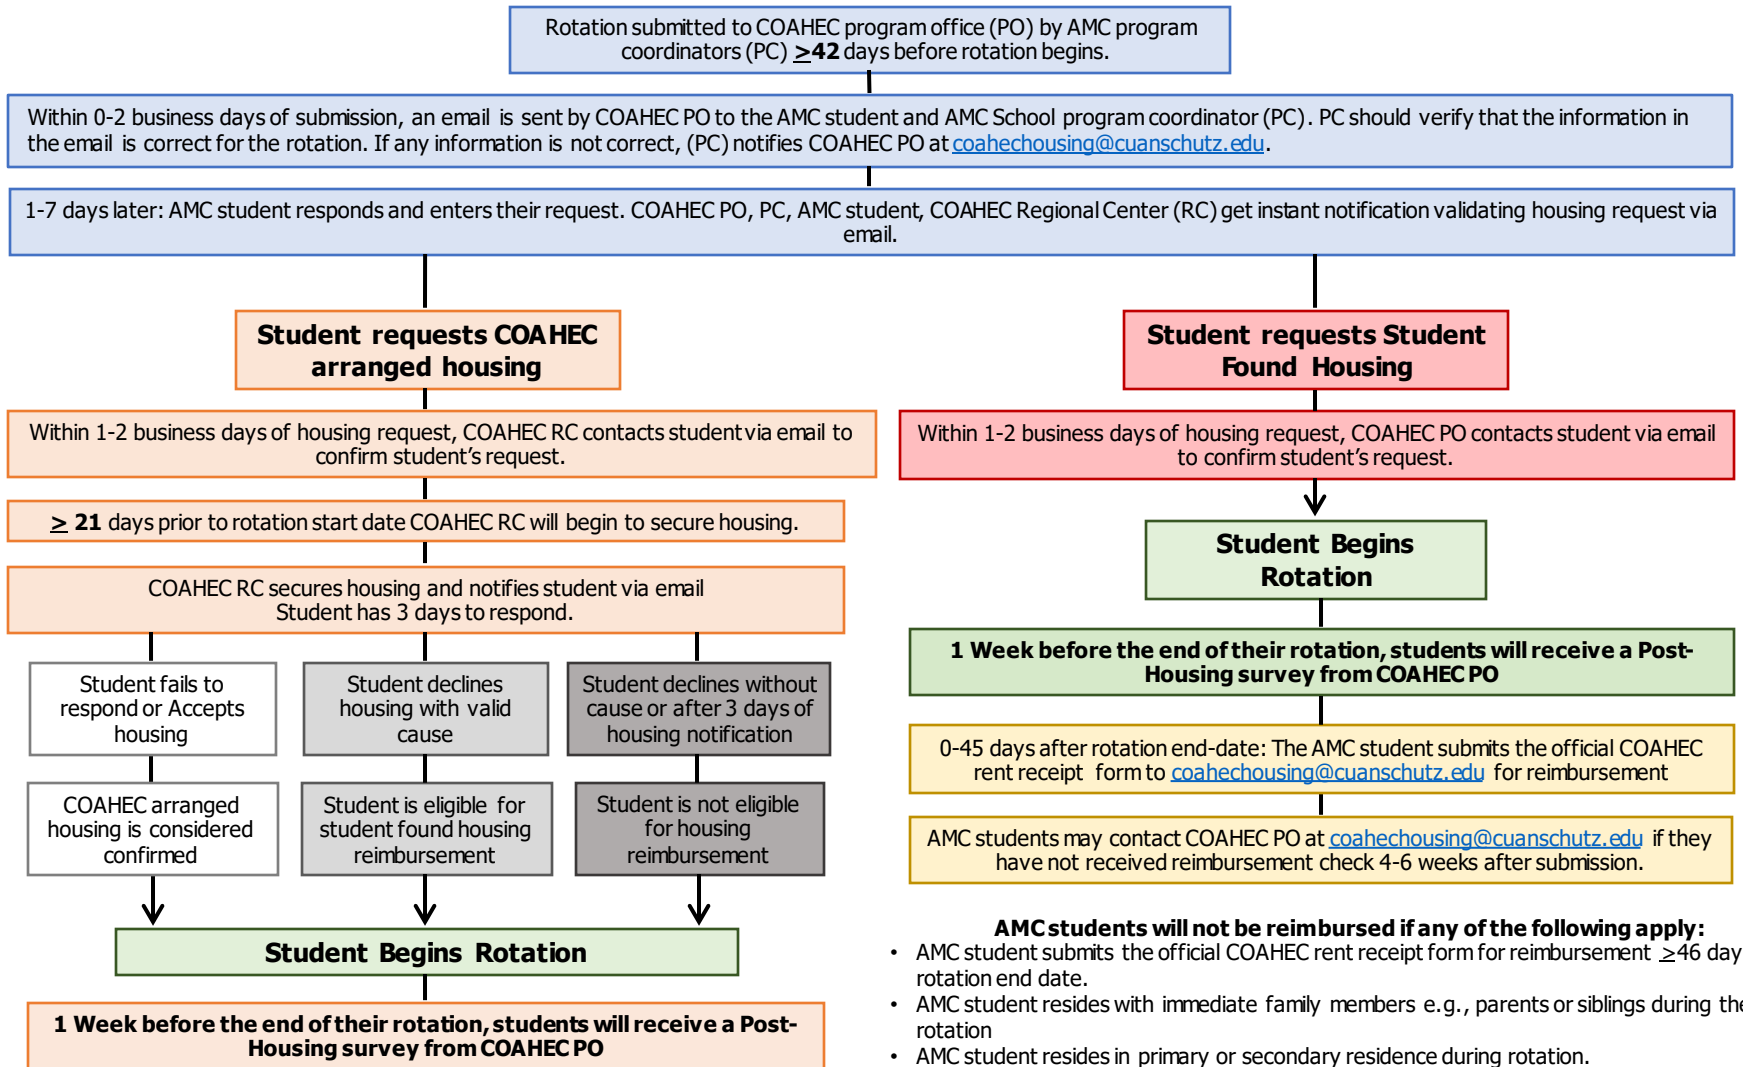 Rotation submitted to COAHEC program office (PO) by AMC program
coordinators (PC) >42 days before rotation begins.
Within 0-2 business days of submission, an email is sent by COAHEC PO to the AMC student and AMC School program coordinator (PC). PC should verify that the information in
the email is correct for the rotation. If any information is not correct, (PC) notifies COAHEC PO at coahechousing@cuanschutz.edu.
1-7 days later: AMC student responds and enters their request. COAHEC PO, PC, AMC student, COAHEC Regional Center (RC) get instant notification validating housing request via
email.
Student requests COAHEC
arranged housing
Within 1-2 business days of housing request, COAHEC RC contacts student via email to
confirm student's request.
> 21 days prior to rotation start date COAHEC RC will begin to secure housing.
COAHEC RC secures housing and notifies student via email
Student has 3 days to respond.
Student fails to
respond or Accepts
housing
Student declines
housing with valid
cause
Student declines without
cause or after 3 days of
housing notification
COAHEC arranged
housing is considered
confirmed
Student is eligible for
student found housing
reimbursement
Student is not eligible
for housing
reimbursement
Student Begins Rotation
1 Week before the end of their rotation, students will receive a Post-
Housing survey from COAHEC PO
Student requests Student
Found Housing
Within 1-2 business days of housing request, COAHEC PO contacts student via email
to confirm student's request.
Student Begins
Rotation
1 Week before the end of their rotation, students will receive a Post-
Housing survey from COAHEC PO
0-45 days after rotation end-date: The AMC student submits the official COAHEC
rent receipt form to coahechousing@cuanschutz.edu for reimbursement
AMC students may contact COAHEC PO at coahechousing@cuanschutz.edu if they
have not received reimbursement check 4-6 weeks after submission.
AMC students will not be reimbursed if any of the following apply:
• AMC student submits the official COAHEC rent receipt form for reimbursement >46 day
rotation end date.
• AMC student resides with immediate family members e.g., parents or siblings during the
rotation
• AMC student resides in primary or secondary residence during rotation.